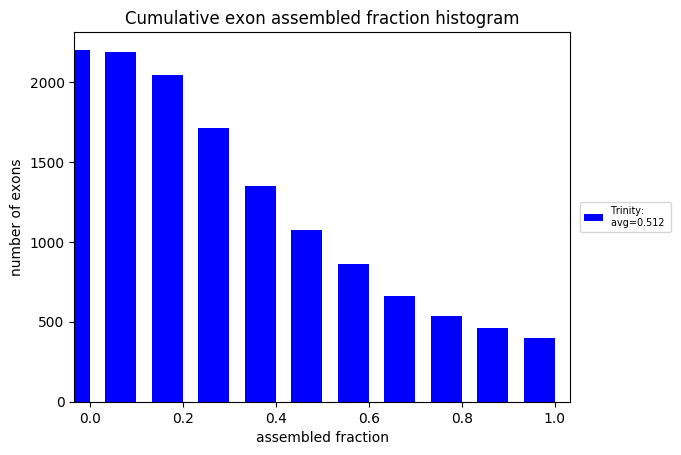 Cumulative exon assembled fraction histogram
2000
1500
1000
500
0
number of exons
0.0 0.2 0.4 0.6 0.8 1.0
assembled fraction
Trinity:
avg=0.512